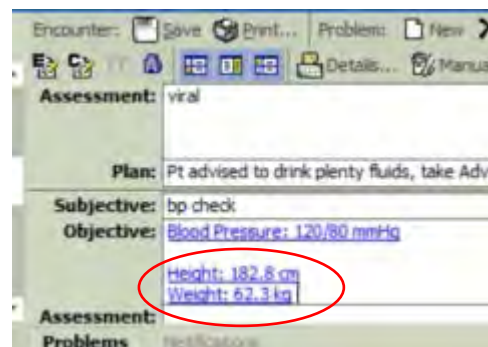 Encounter: Save Print... Problem: New
Details... Manua
Assessment: viral
Plan: Pt advised to drink plenty fluids, take Adv
Subjective: bp check
Objective: Blood Pressure: 120/80 mmHg
Height: 182.8 cm
Weight: 62.3 kg
Assessment:
Problems Notifications